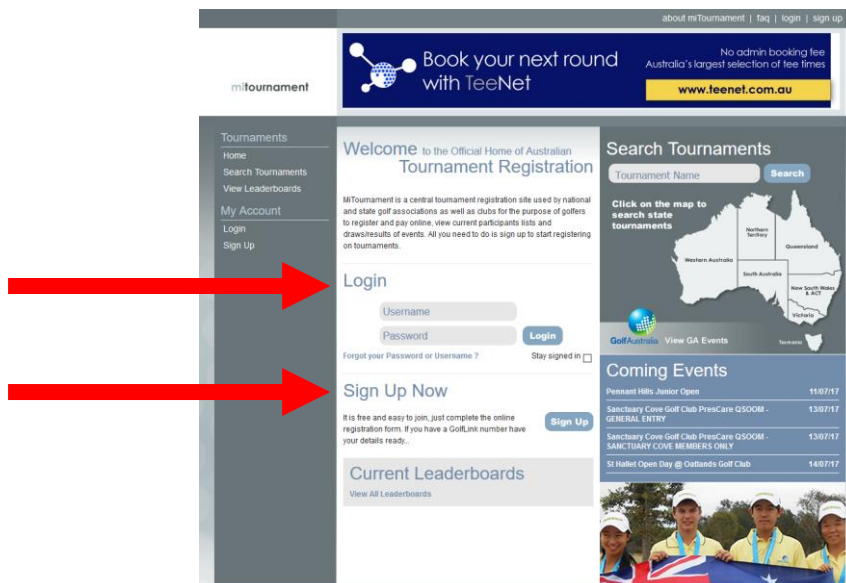 about miTournament | faq | login | sign up
mitournament
Book your next round
with TeeNet
No admin booking fee
Australia's largest selection of tee times
www.teenet.com.au
Tournaments
Home
Search Tournaments
View Leaderboards
My Account
Login
Sign Up
Welcome to the Official Home of Australian
Tournament Registration
MiTournament is a central tournament registration site used by national
and state golf associations as well as clubs for the purpose of golfers
to register and pay online, view current participants lists and
draws/results of events. All you need to do is sign up to start registering
on tournaments.
Login
Username
Password
Login
Forgot your Password or Username ?
Stay signed in
Sign Up Now
It is free and easy to join, just complete the online
registration form. If you have a GolfLink number have
your details ready...
Sign Up
Current Leaderboards
View All Leaderboards
Search Tournaments
Tournament Name
Search
Click on the map to
search state
tournaments
Northern
Territory
Queensland
Western Australia
South Australia
New South Wales
& ACT
Victoria
Tasmania
GolfAustralia View GA Events
Coming Events
Pennant Hills Junior Open 11/07/17
Sanctuary Cove Golf Club PresCare QSOOM - 13/07/17
GENERAL ENTRY
Sanctuary Cove Golf Club PresCare QSOOM - 13/07/17
SANCTUARY COVE MEMBERS ONLY
St Hallet Open Day @ Oatlands Golf Club 14/07/17